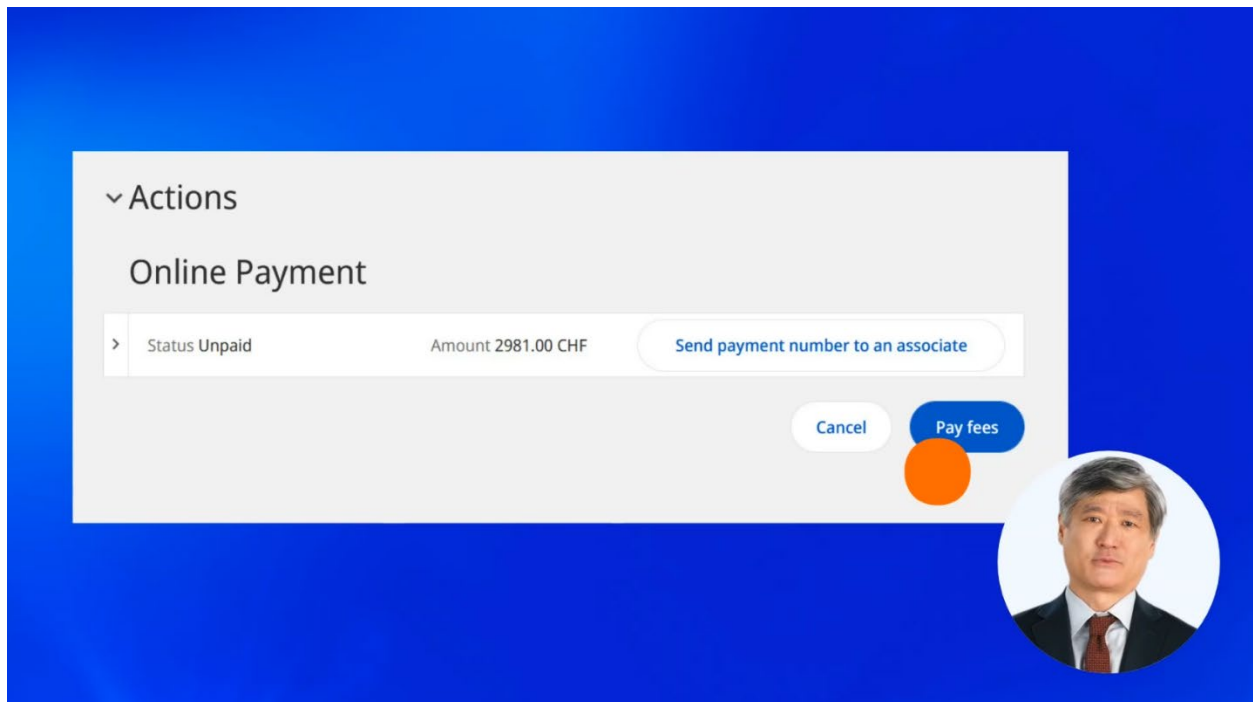 Actions
Online Payment
Status Unpaid Amount 2981.00 CHF Send payment number to an associate
Cancel Pay fees